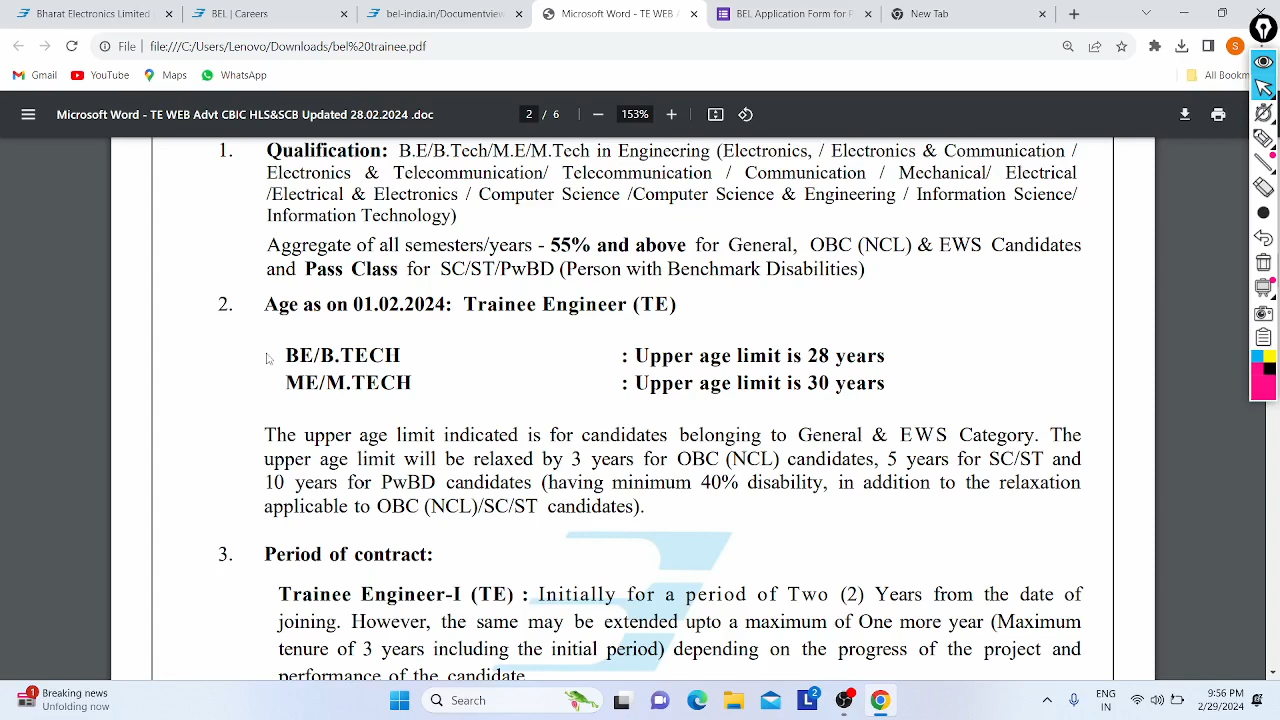 Bharat Electronics Limited
BEL | Careers
bel-india.in/Documentview
Microsoft Word - TE WEB A
BEL Application Form for P
New Tab
File
file:///C:/Users/Lenovo/Downloads/bel%20trainee.pdf
S
Gmail
YouTube
Maps
WhatsApp
All Bookm
Microsoft Word - TE WEB Advt CBIC HLS&SCB Updated 28.02.2024 .doc
2 / 6
153%
1. Qualification: B.E/B.Tech/M.E/M.Tech in Engineering (Electronics, / Electronics & Communication /
Electronics & Telecommunication/ Telecommunication / Communication / Mechanical/ Electrical
/Electrical & Electronics / Computer Science /Computer Science & Engineering / Information Science/
Information Technology)
Aggregate of all semesters/years - 55% and above for General, OBC (NCL) & EWS Candidates
and Pass Class for SC/ST/PwBD (Person with Benchmark Disabilities)
2. Age as on 01.02.2024: Trainee Engineer (TE)
BE/B.TECH : Upper age limit is 28 years
ME/M.TECH : Upper age limit is 30 years
The upper age limit indicated is for candidates belonging to General & EWS Category. The
upper age limit will be relaxed by 3 years for OBC (NCL) candidates, 5 years for SC/ST and
10 years for PwBD candidates (having minimum 40% disability, in addition to the relaxation
applicable to OBC (NCL)/SC/ST candidates).
3. Period of contract:
Trainee Engineer-I (TE) : Initially for a period of Two (2) Years from the date of
joining. However, the same may be extended upto a maximum of One more year (Maximum
tenure of 3 years including the initial period) depending on the progress of the project and
performance of the candidate.
1
Breaking news
Unfolding now
Search
L
2
ENG
IN
9:56 PM
2/29/2024